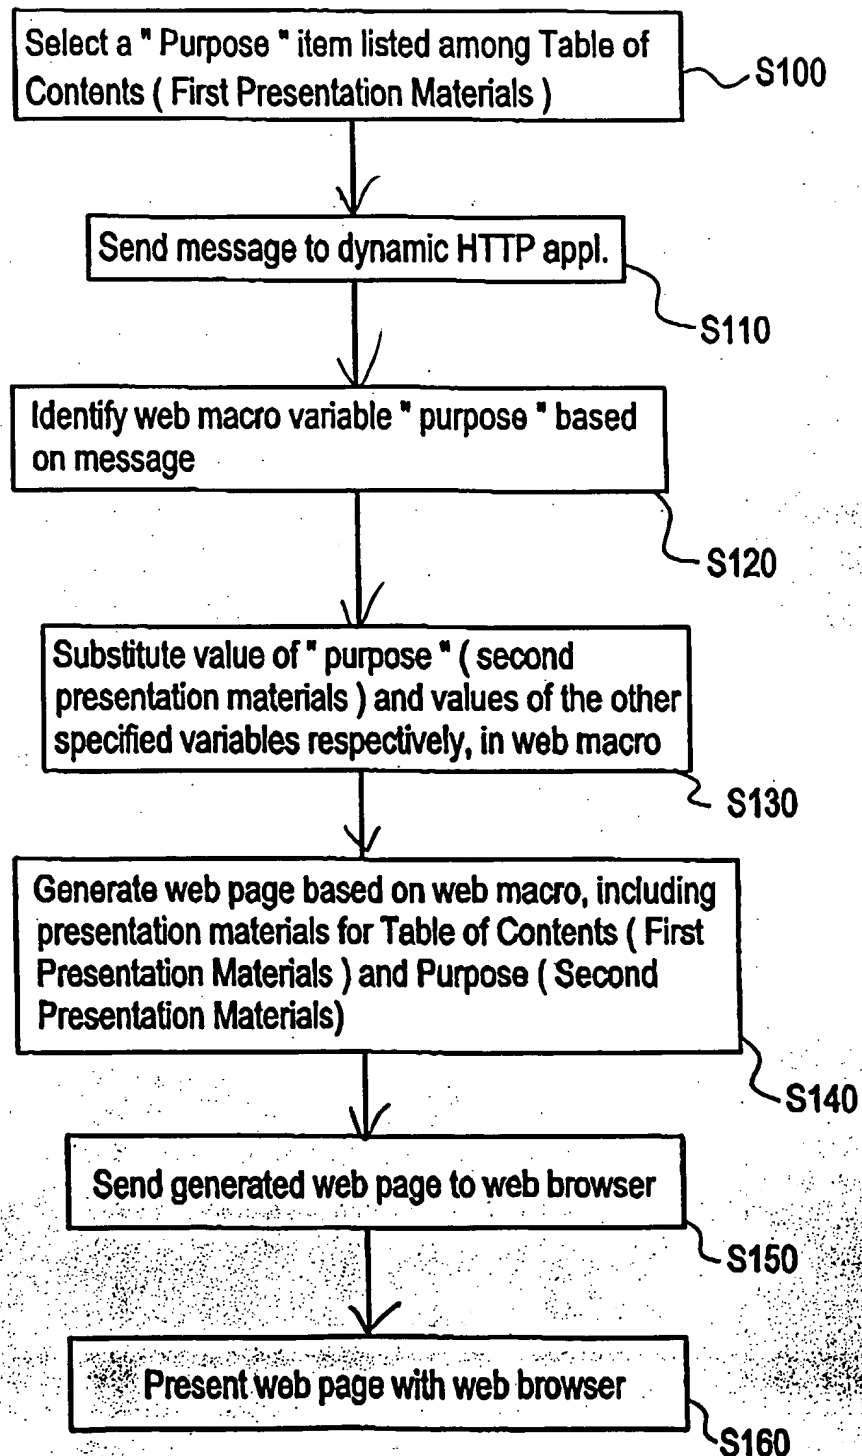 Select a " Purpose " item listed among Table of
Contents ( First Presentation Materials )
S100
Send message to dynamic HTTP appl.
S110
Identify web macro variable " purpose " based
on message
S120
Substitute value of " purpose " ( second
presentation materials ) and values of the other
specified variables respectively, in web macro
S130
Generate web page based on web macro, including
presentation materials for Table of Contents ( First
Presentation Materials ) and Purpose ( Second
Presentation Materials)
S140
Send generated web page to web browser
S150
Present web page with web browser
S160